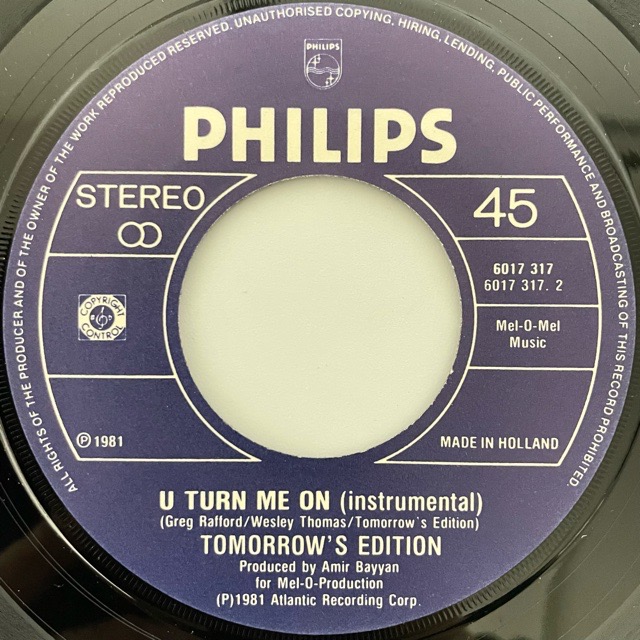 ALL RIGHTS OF THE PRODUCER AND OF THE OWNER OF THE WORK REPRODUCED RESERVED. UNAUTHORISED COPYING, HIRING, LENDING, PUBLIC PERFORMANCE AND BROADCASTING OF THIS RECORD PROHIBITED.
PHILIPS
PHILIPS
STEREO
45
6017 317
6017 317. 2
COPYRIGHT
CONTROL
Mel-O-Mel
Music
Ⓟ1981
MADE IN HOLLAND
U TURN ME ON (instrumental)
(Greg Rafford/Wesley Thomas/Tomorrow's Edition)
TOMORROW'S EDITION
Produced by Amir Bayyan
for Mel-O-Production
(P)1981 Atlantic Recording Corp.